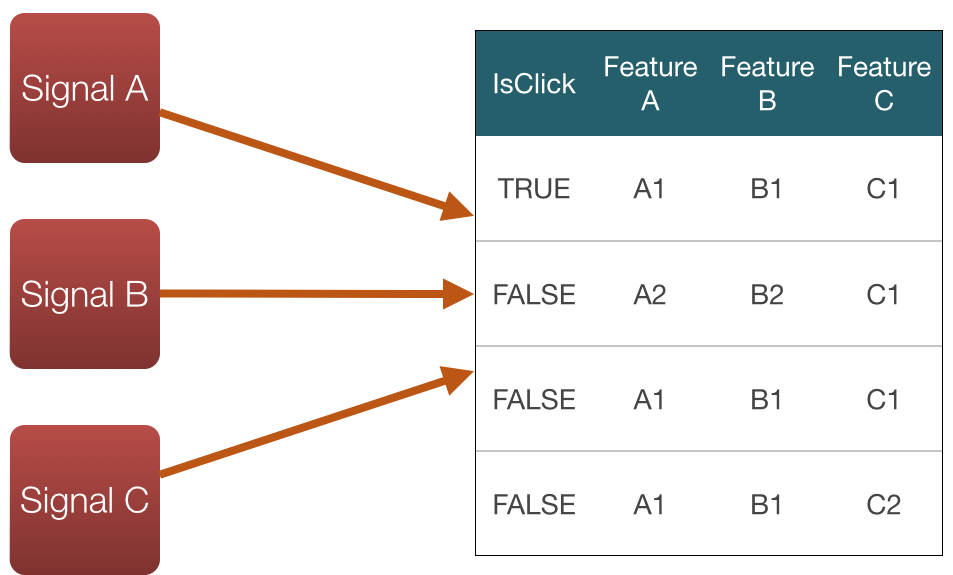 Signal A
Signal B
Signal C
IsClick Feature A Feature B Feature C
TRUE A1 B1 C1
FALSE A2 B2 C1
FALSE A1 B1 C1
FALSE A1 B1 C2